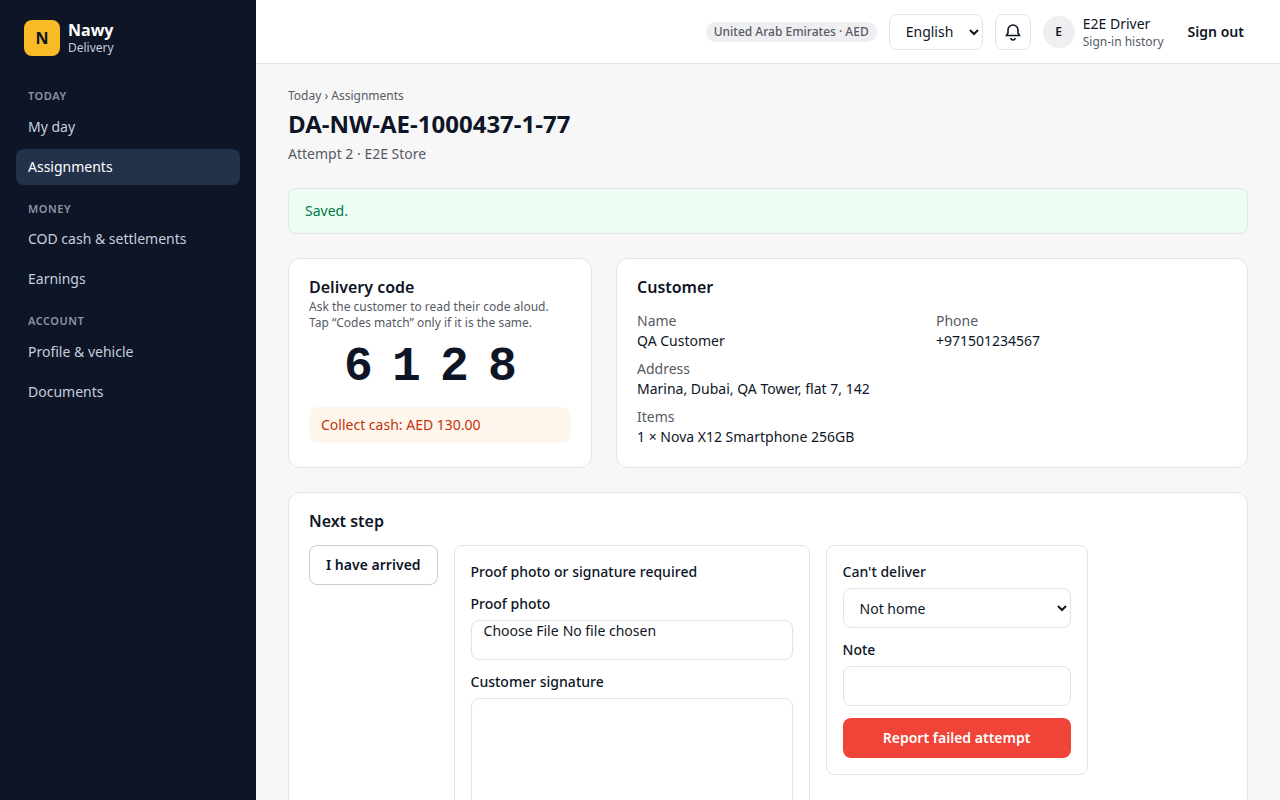 N
Nawy
Delivery
TODAY
My day
Assignments
MONEY
COD cash & settlements
Earnings
ACCOUNT
Profile & vehicle
Documents
United Arab Emirates · AED
English
E
E2E Driver
Sign-in history
Sign out
Today › Assignments
DA-NW-AE-1000437-1-77
Attempt 2 · E2E Store
Saved.
Delivery code
Ask the customer to read their code aloud.
Tap “Codes match” only if it is the same.
6128
Collect cash: AED 130.00
Customer
Name
QA Customer
Phone
+971501234567
Address
Marina, Dubai, QA Tower, flat 7, 142
Items
1 × Nova X12 Smartphone 256GB
Next step
I have arrived
Proof photo or signature required
Proof photo
Choose File No file chosen
Customer signature
Can't deliver
Not home
Note
Report failed attempt